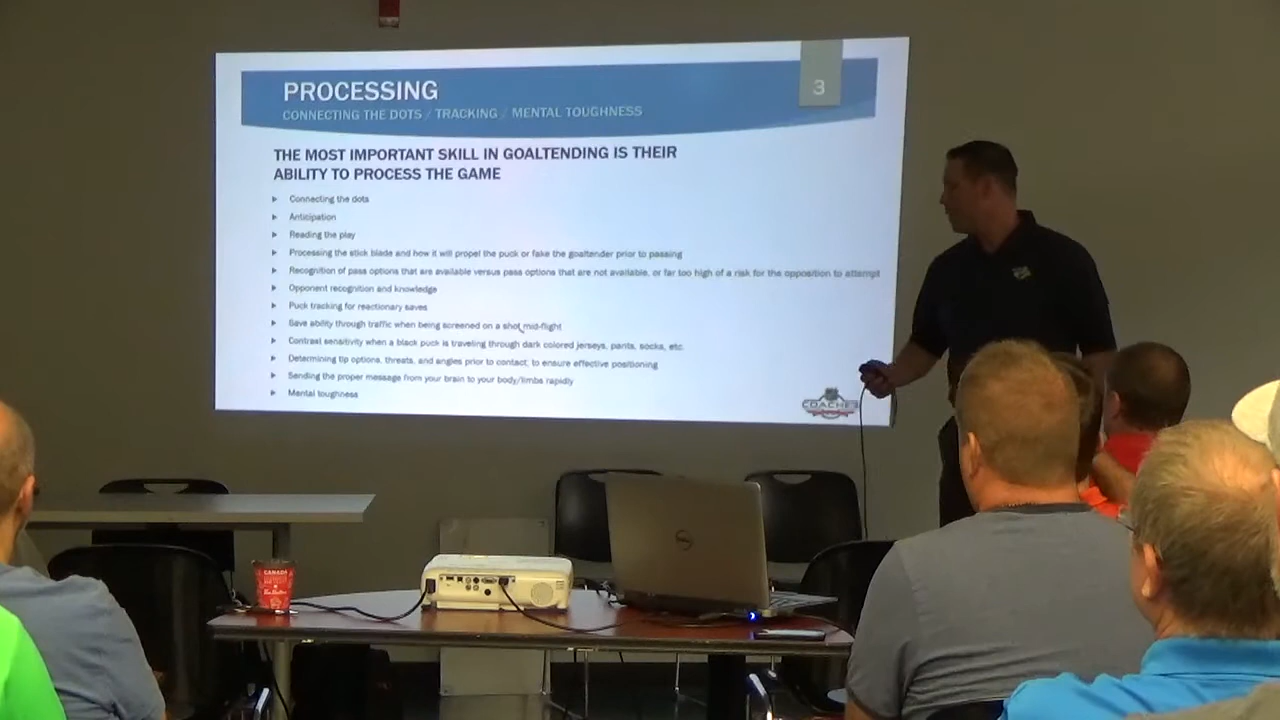 3
PROCESSING
CONNECTING THE DOTS / TRACKING / MENTAL TOUGHNESS
THE MOST IMPORTANT SKILL IN GOALTENDING IS THEIR
ABILITY TO PROCESS THE GAME
Connecting the dots
Anticipation
Reading the play
Processing the stick blade and how it will propel the puck or fake the goaltender prior to passing
Recognition of pass options that are available versus pass options that are not available, or far too high of a risk for the opposition to attempt
Opponent recognition and knowledge
Puck tracking for reactionary saves
Save ability through traffic when being screened on a shot mid-flight
Contrast sensitivity when a black puck is traveling through dark colored jerseys, pants, socks, etc.
Determining tip options, threats, and angles prior to contact, to ensure effective positioning
Sending the proper message from your brain to your body/limbs rapidly
Mental toughness
COACHES
DELL
CANADA
Tim Hortons